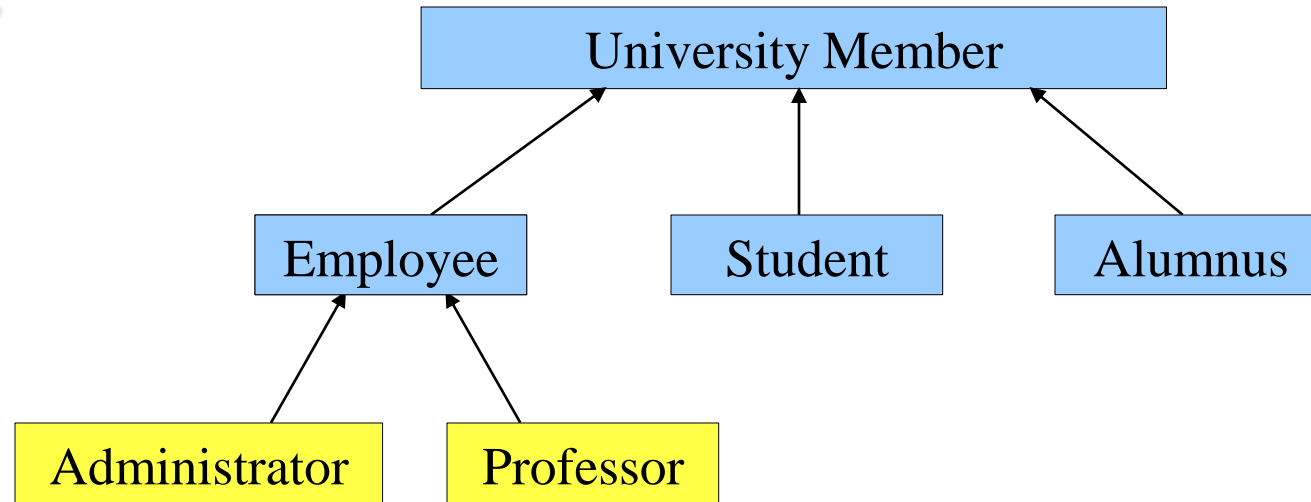 University Member
Employee
Student
Alumnus
Administrator
Professor